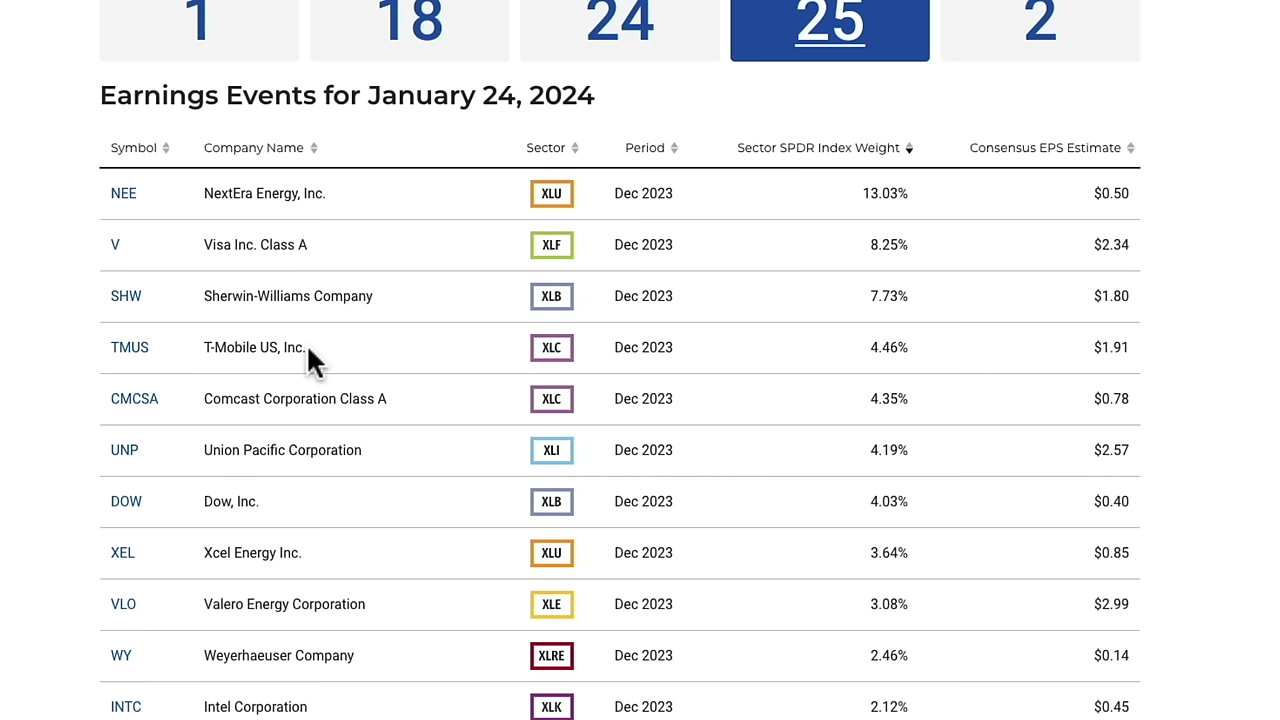 1 18 24 25 2
Earnings Events for January 24, 2024
Symbol Company Name Sector Period Sector SPDR Index Weight Consensus EPS Estimate
NEE NextEra Energy, Inc. XLU Dec 2023 13.03% $0.50
V Visa Inc. Class A XLF Dec 2023 8.25% $2.34
SHW Sherwin-Williams Company XLB Dec 2023 7.73% $1.80
TMUS T-Mobile US, Inc. XLC Dec 2023 4.46% $1.91
CMCSA Comcast Corporation Class A XLC Dec 2023 4.35% $0.78
UNP Union Pacific Corporation XLI Dec 2023 4.19% $2.57
DOW Dow, Inc. XLB Dec 2023 4.03% $0.40
XEL Xcel Energy Inc. XLU Dec 2023 3.64% $0.85
VLO Valero Energy Corporation XLE Dec 2023 3.08% $2.99
WY Weyerhaeuser Company XLRE Dec 2023 2.46% $0.14
INTC Intel Corporation XLK Dec 2023 2.12% $0.45